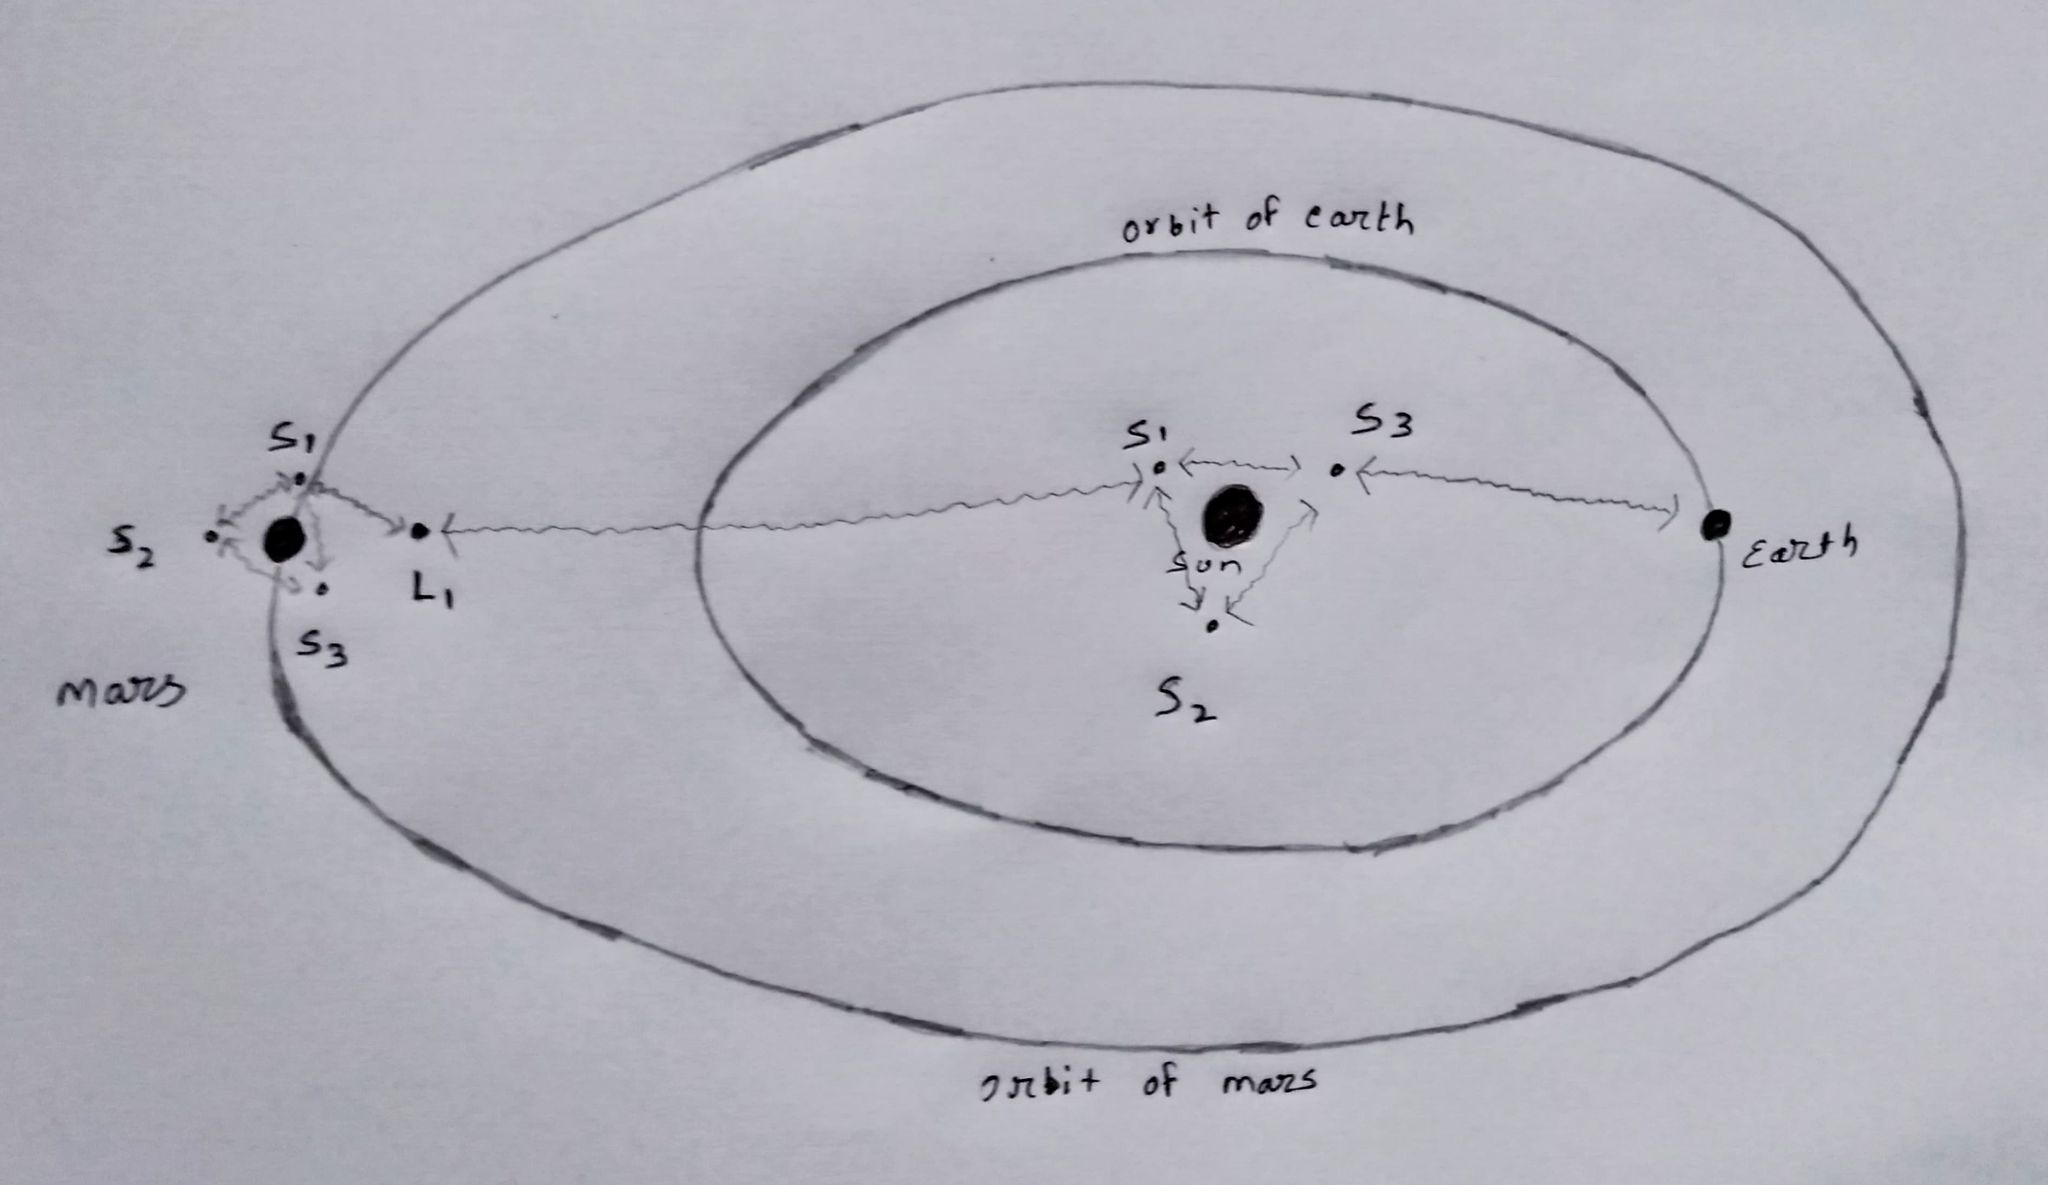 orbit of earth
S1
S3
S1
S2
L1
Sun
Earth
S3
mars
S2
orbit of mars